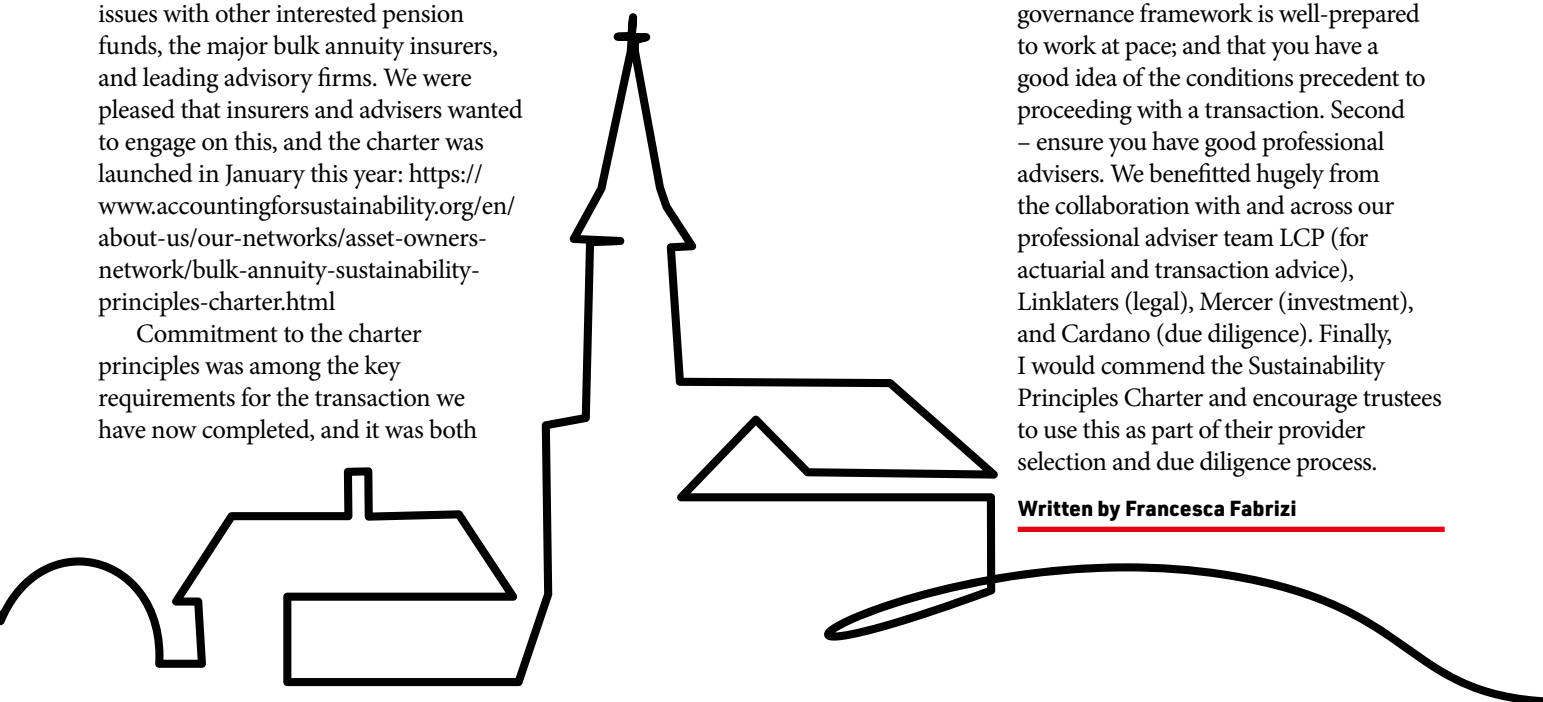 issues with other interested pension
funds, the major bulk annuity insurers,
and leading advisory firms. We were
pleased that insurers and advisers wanted
to engage on this, and the charter was
launched in January this year: https://
www.accountingforsustainability.org/en/
about-us/our-networks/asset-owners-
network/bulk-annuity-sustainability-
principles-charter.html
Commitment to the charter
principles was among the key
requirements for the transaction we
have now completed, and it was both
governance framework is well-prepared
to work at pace; and that you have a
good idea of the conditions precedent to
proceeding with a transaction. Second
– ensure you have good professional
advisers. We benefitted hugely from
the collaboration with and across our
professional adviser team LCP (for
actuarial and transaction advice),
Linklaters (legal), Mercer (investment),
and Cardano (due diligence). Finally,
I would commend the Sustainability
Principles Charter and encourage trustees
to use this as part of their provider
selection and due diligence process.
Written by Francesca Fabrizi